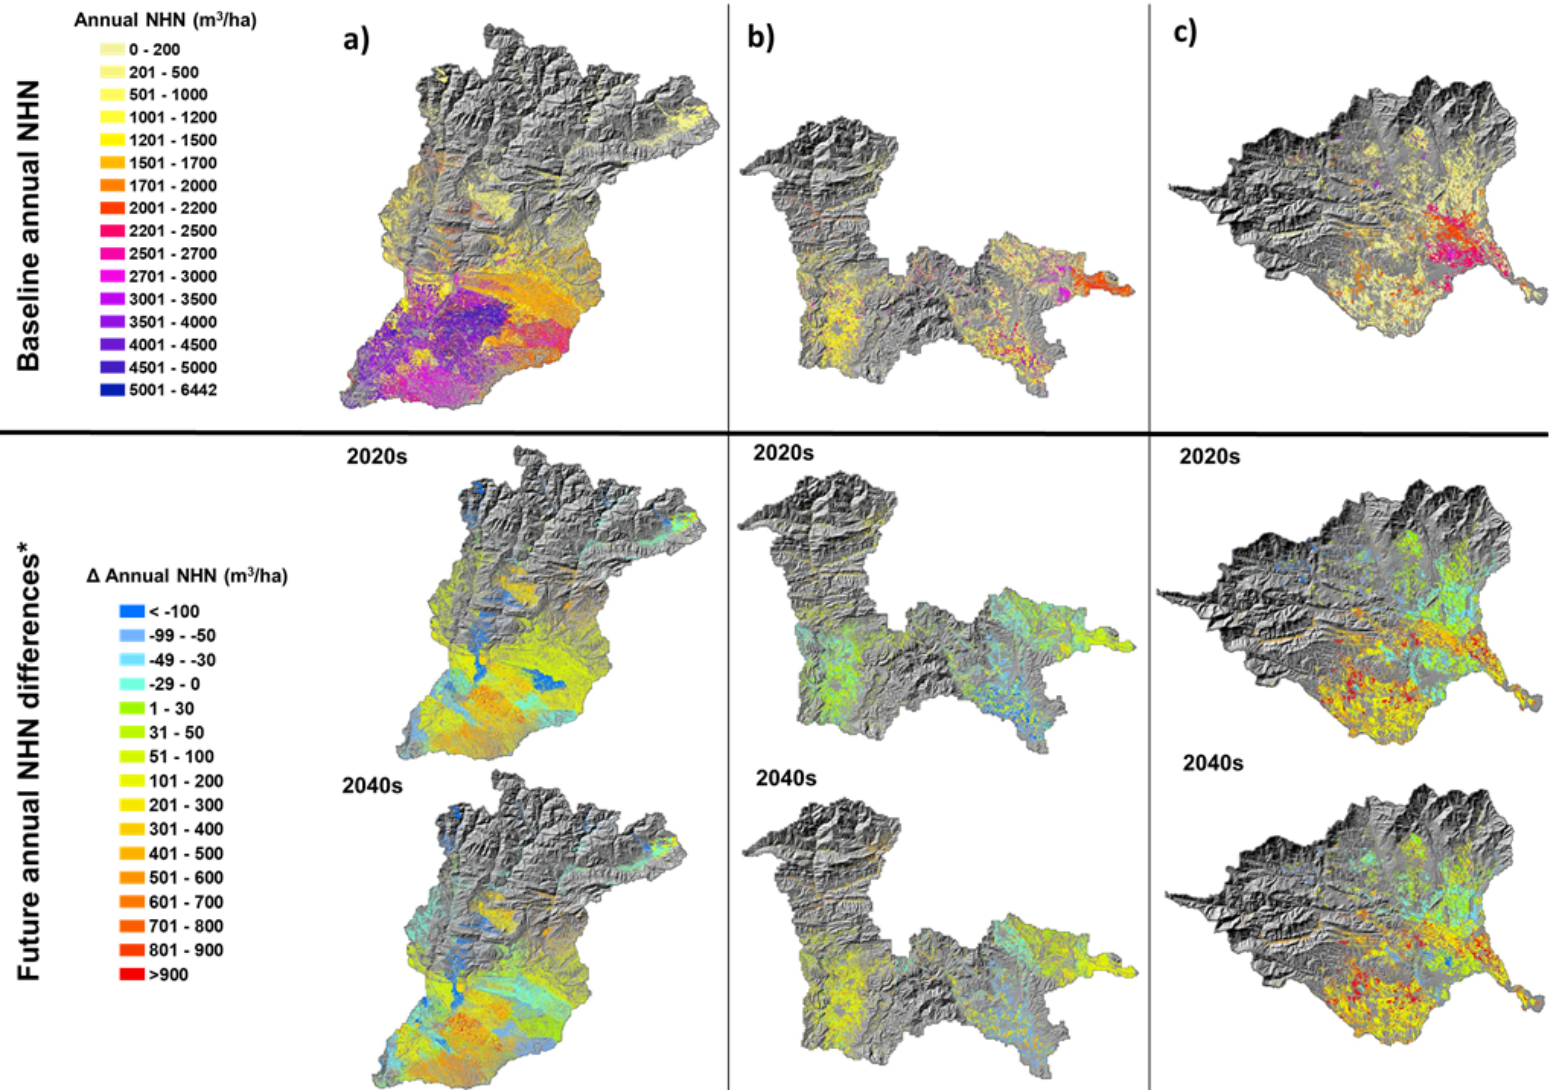 Annual NHN (m³/ha)
0 - 200
201 - 500
501 - 1000
1001 - 1200
1201 - 1500
1501 - 1700
1701 - 2000
2001 - 2200
2201 - 2500
2501 - 2700
2701 - 3000
3001 - 3500
3501 - 4000
4001 - 4500
4501 - 5000
5001 - 6442
Baseline annual NHN
a)
b)
c)
Future annual NHN differences*
Δ Annual NHN (m³/ha)
< -100
-99 - -50
-49 - -30
-29 - 0
1 - 30
31 - 50
51 - 100
101 - 200
201 - 300
301 - 400
401 - 500
501 - 600
601 - 700
701 - 800
801 - 900
>900
2020s
2020s
2020s
2040s
2040s
2040s